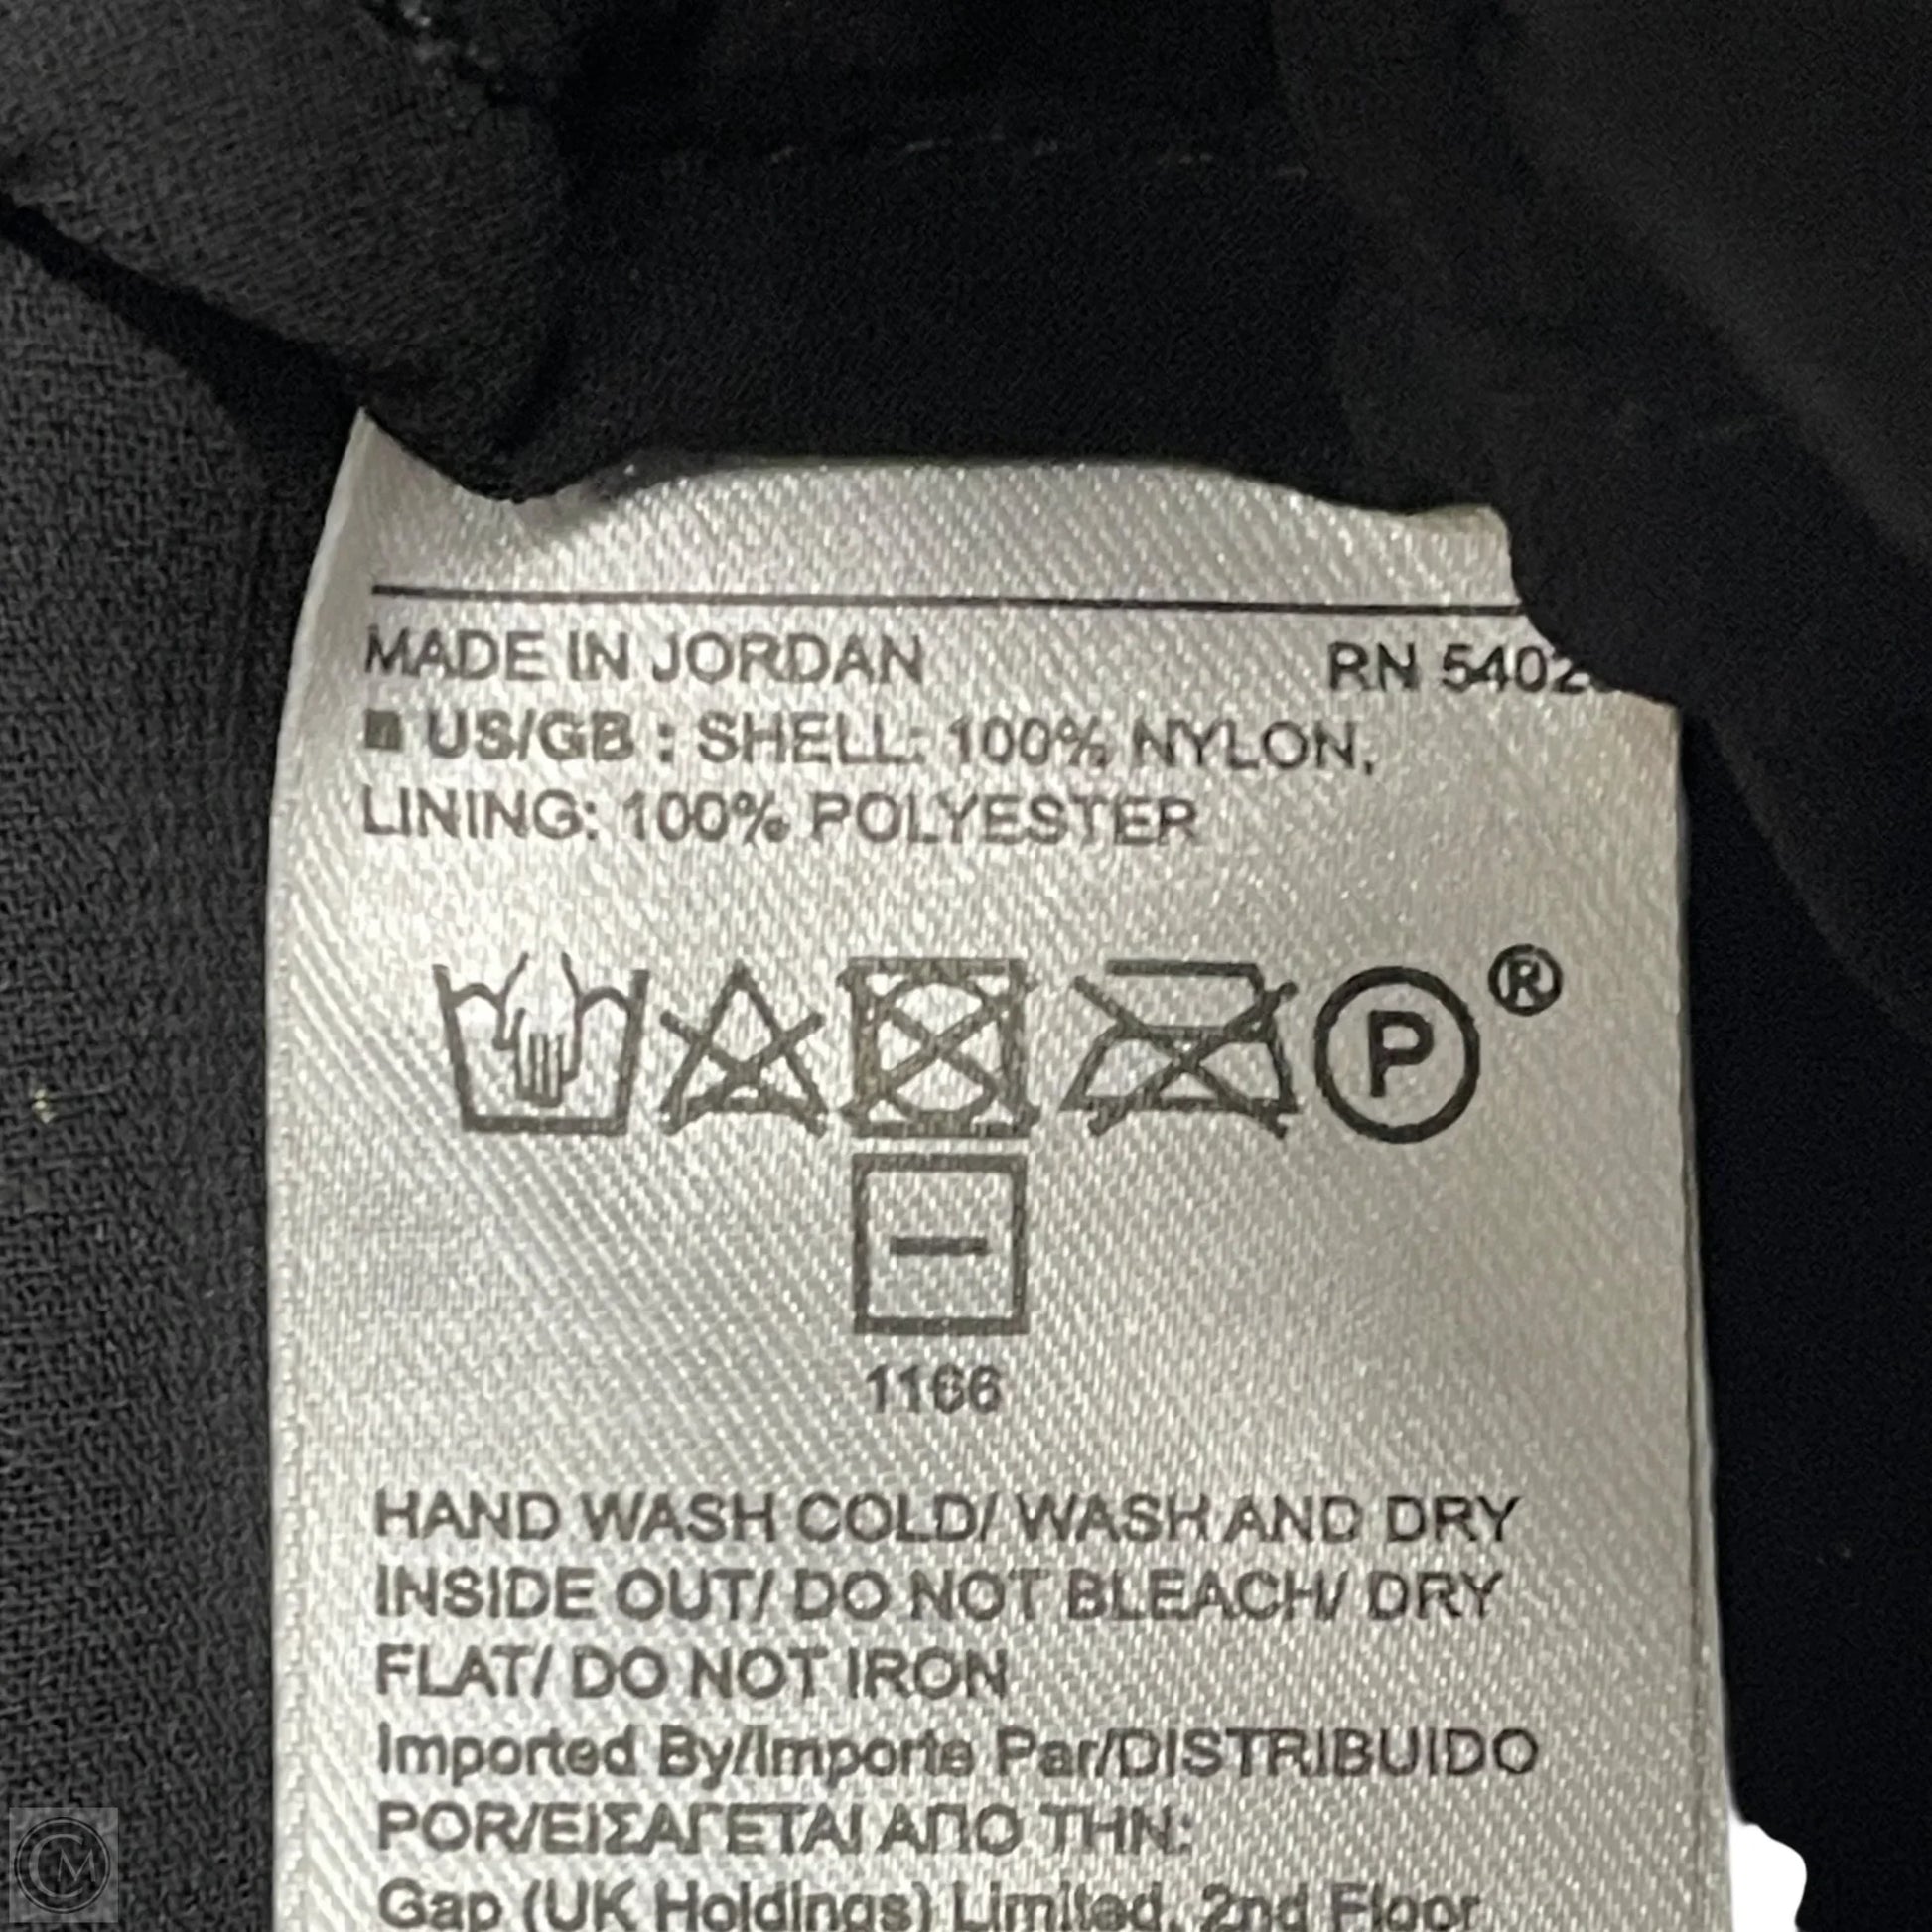 MADE IN JORDAN RN 5402
■ US/GB : SHELL: 100% NYLON,
LINING: 100% POLYESTER
P ®
1166
HAND WASH COLD/ WASH AND DRY
INSIDE OUT/ DO NOT BLEACH/ DRY
FLAT/ DO NOT IRON
Imported By/Importe Par/DISTRIBUIDO
POR/ΕΙΣΑΓΕΤΑΙ ΑΠΟ ΤΗΝ:
Gap (UK Holdings) Limited, 2nd Floor
CM